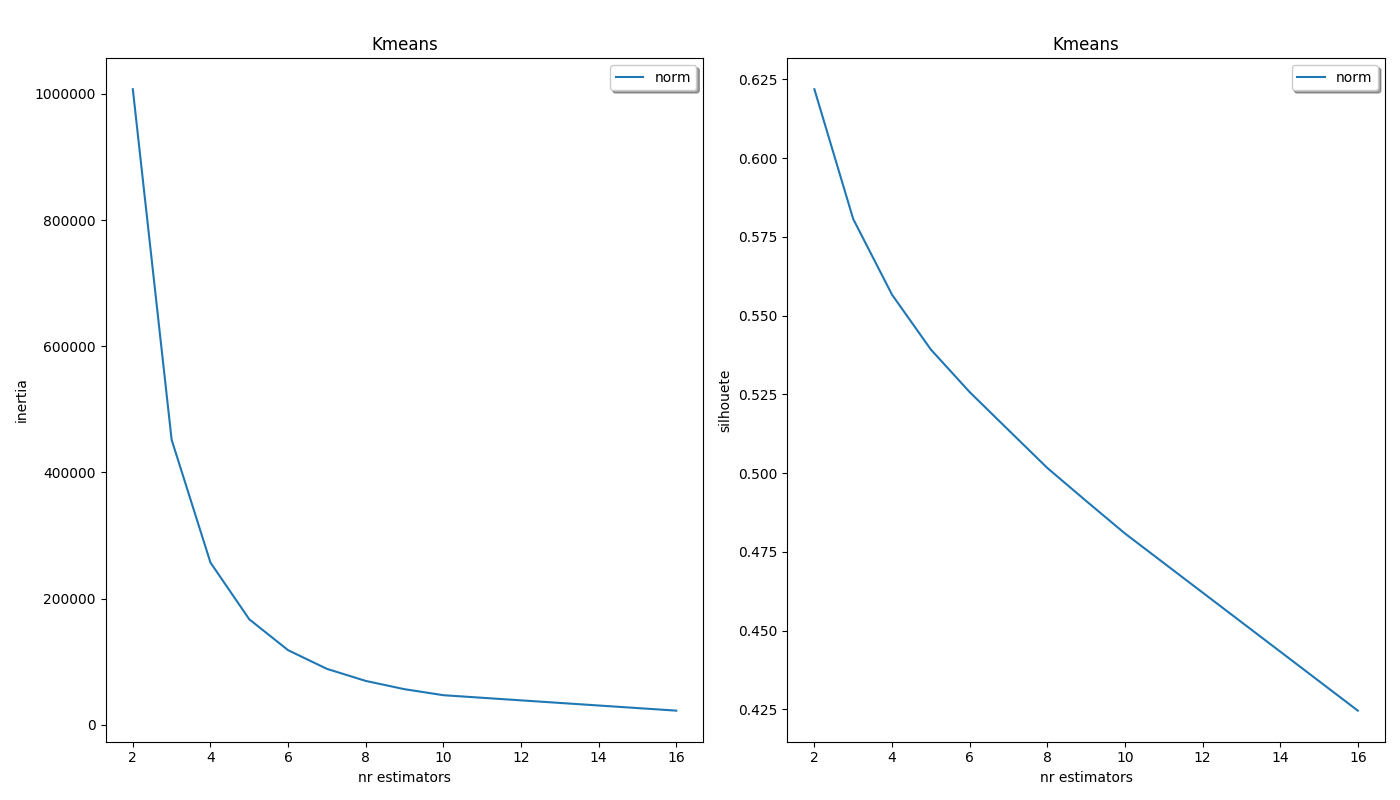 Kmeans
norm
1000000
800000
600000
400000
200000
0
inertia
2 4 6 8 10 12 14 16
nr estimators
Kmeans
norm
0.625
0.600
0.575
0.550
0.525
0.500
0.475
0.450
0.425
silhouete
2 4 6 8 10 12 14 16
nr estimators